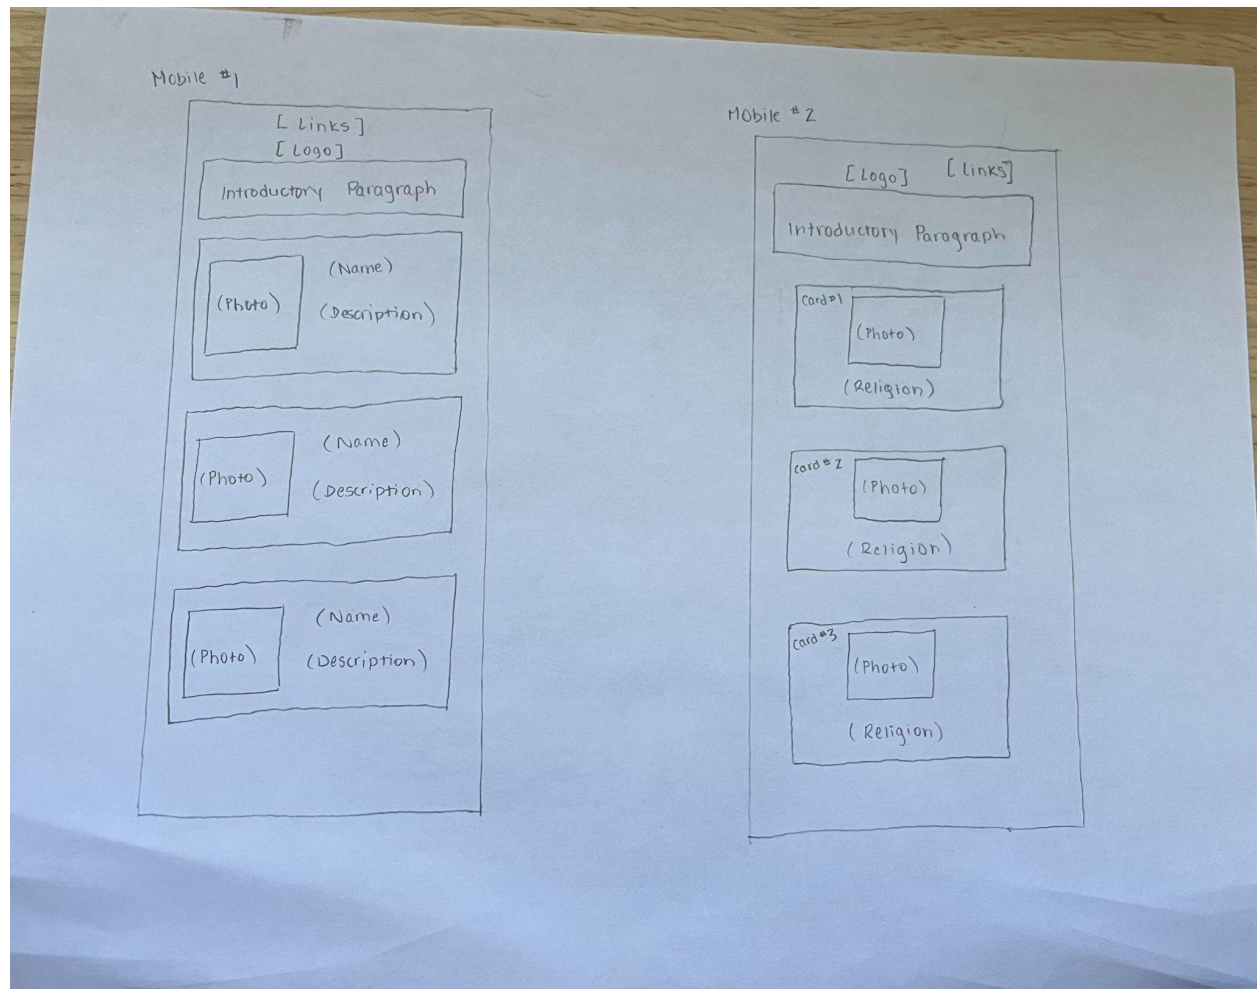 Mobile #1
[Links]
[Logo]
Introductory Paragraph
(Photo)
(Name)
(Description)
(Photo)
(Name)
(Description)
(Photo)
(Name)
(Description)
Mobile #2
[Logo] [Links]
Introductory Paragraph
Card#1
(Photo)
(Religion)
Card#2
(Photo)
(Religion)
Card#3
(Photo)
(Religion)